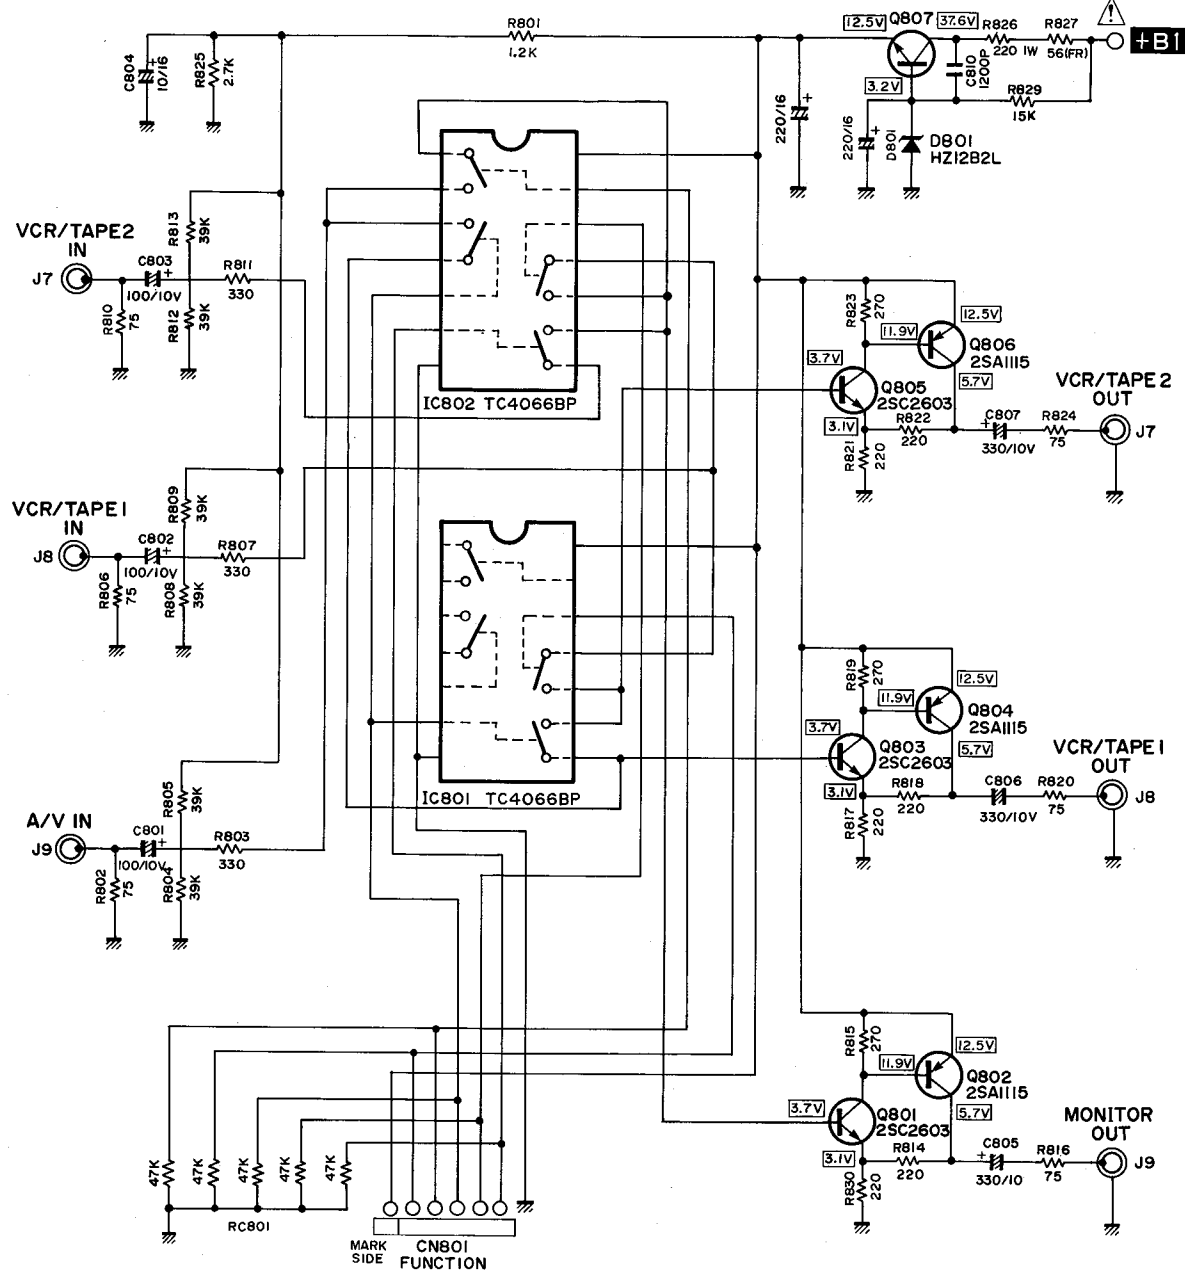 C804
10/16
R825
2.7K
R801
1.2K
12.5V
Q807
37.6V
R826
220 1W
R827
56(FR)
+B1
C810
1200P
3.2V
R829
15K
220/16
220/16
D801
D801
HZ12B2L
VCR/TAPE2
IN
J7
C803
100/10V
R810
75
R813
39K
R812
39K
R811
330
IC802 TC4066BP
R823
270
12.5V
11.9V
Q806
2SA1115
3.7V
5.7V
Q805
2SC2603
3.1V
R822
220
R821
220
C807
330/10V
R824
75
VCR/TAPE2
OUT
J7
VCR/TAPE1
IN
J8
C802
100/10V
R806
75
R809
39K
R808
39K
R807
330
IC801 TC4066BP
R819
270
12.5V
11.9V
Q804
2SA1115
3.7V
5.7V
Q803
2SC2603
3.1V
R818
220
R817
220
C806
330/10V
R820
75
VCR/TAPE1
OUT
J8
A/V IN
J9
C801
100/10V
R802
75
R805
39K
R804
39K
R803
330
R815
270
12.5V
11.9V
Q802
2SA1115
3.7V
5.7V
Q801
2SC2603
3.1V
R814
220
R830
220
C805
330/10
R816
75
MONITOR
OUT
J9
47K
47K
47K
47K
47K
RC801
MARK
SIDE
CN801
FUNCTION